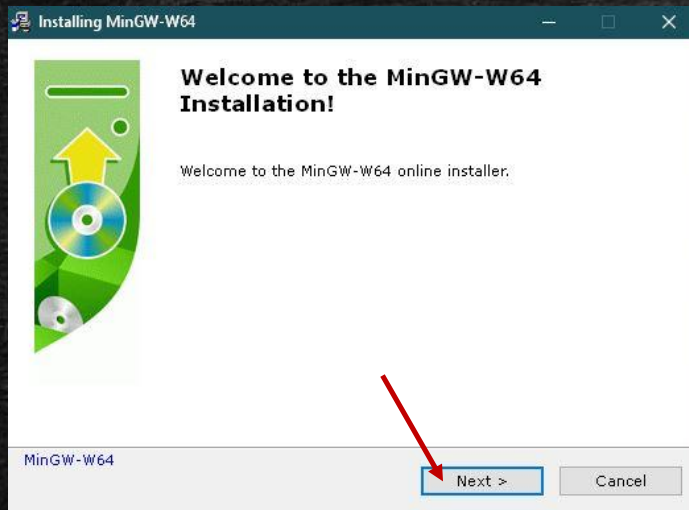 Installing MinGW-W64
Welcome to the MinGW-W64
Installation!
Welcome to the MinGW-W64 online installer.
MinGW-W64
Next >
Cancel